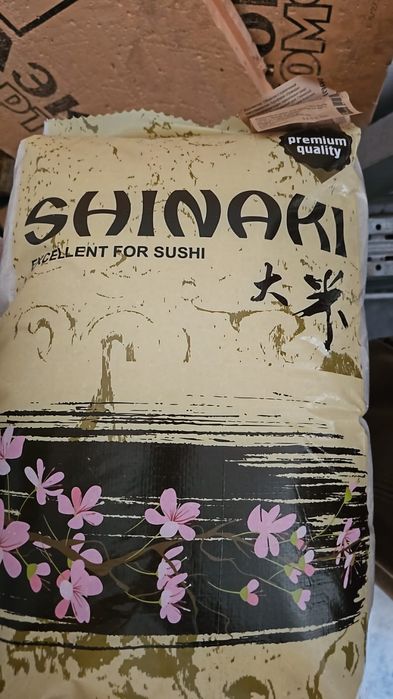 premium
quality
SHINAKI
EXCELLENT FOR SUSHI
大米